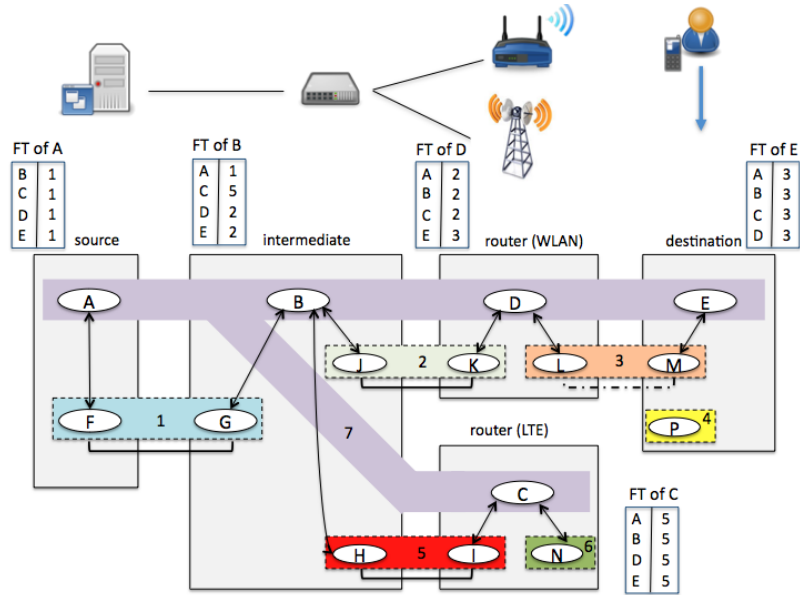 FT of A
B 1
C 1
D 1
E 1
FT of B
A 1
C 5
D 2
E 2
FT of D
A 2
B 2
C 2
E 3
FT of E
A 3
B 3
C 3
D 3
source
intermediate
router (WLAN)
destination
A
B
D
E
J
2
K
L
3
M
F
1
G
7
P
4
router (LTE)
C
H
5
I
N
6
FT of C
A 5
B 5
D 5
E 5